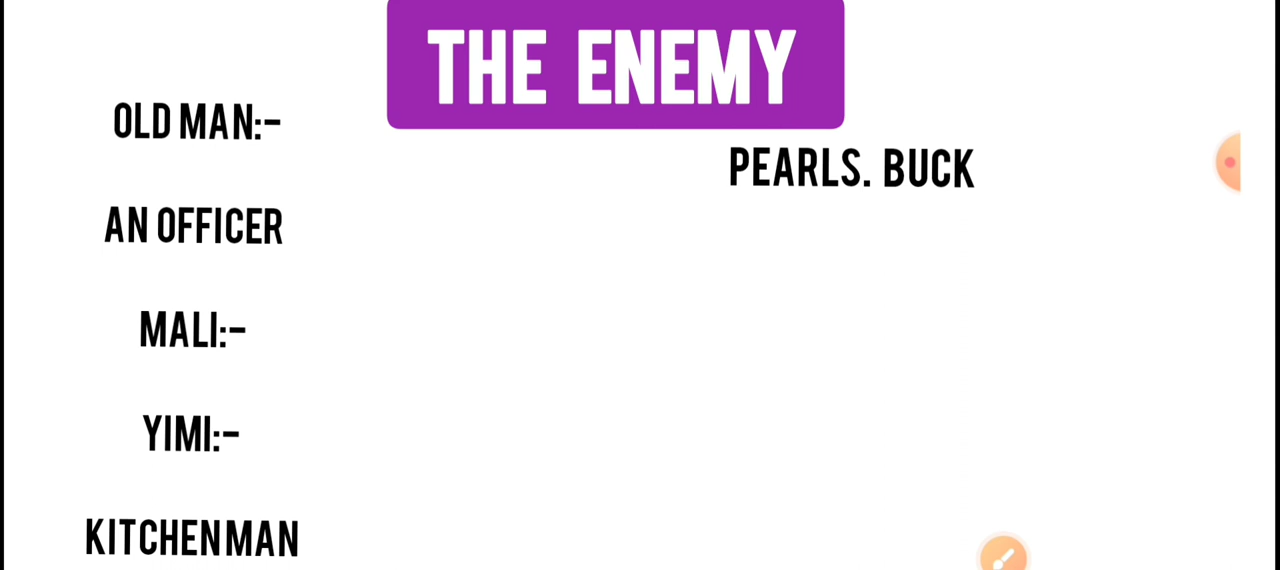 THE ENEMY
PEARLS. BUCK
OLD MAN:-
AN OFFICER
MALI:-
YIMI:-
KITCHENMAN